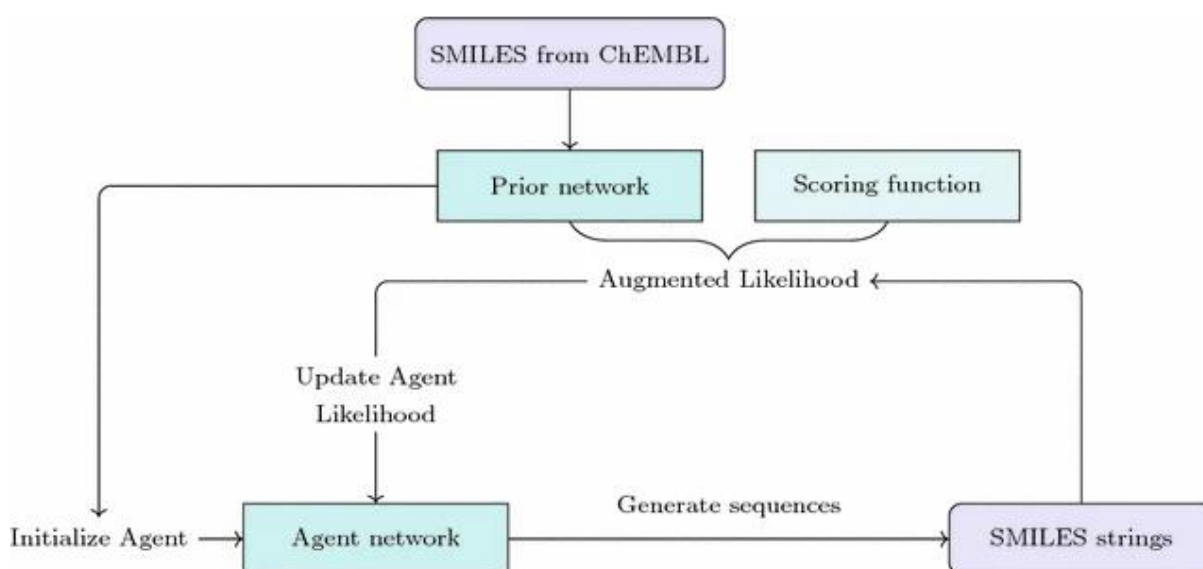 SMILES from ChEMBL
Prior network
Scoring function
Augmented Likelihood
Update Agent
Likelihood
Generate sequences
Initialize Agent
Agent network
SMILES strings